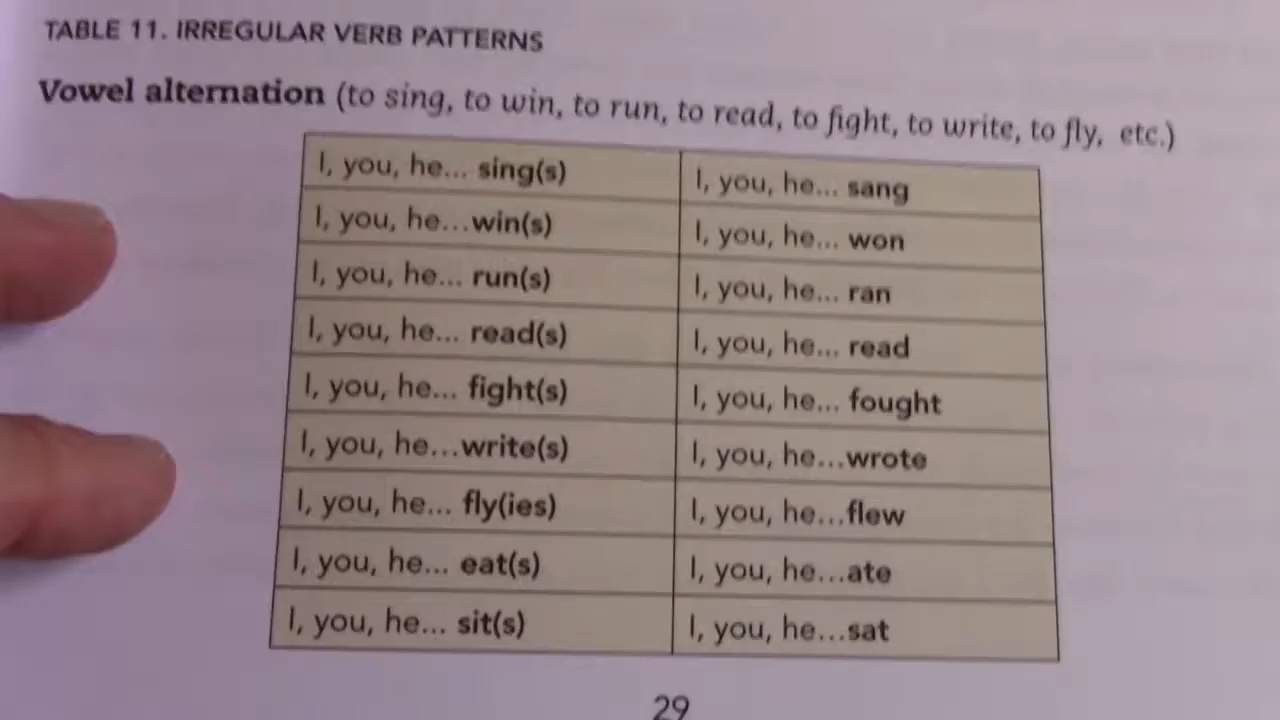 TABLE 11. IRREGULAR VERB PATTERNS
Vowel alternation (to sing, to win, to run, to read, to fight, to write, to fly, etc.)
I, you, he... sing(s) I, you, he... sang
I, you, he...win(s) I, you, he... won
I, you, he... run(s) I, you, he... ran
I, you, he... read(s) I, you, he... read
I, you, he... fight(s) I, you, he... fought
I, you, he...write(s) I, you, he...wrote
I, you, he... fly(ies) I, you, he...flew
I, you, he... eat(s) I, you, he...ate
I, you, he... sit(s) I, you, he...sat
29